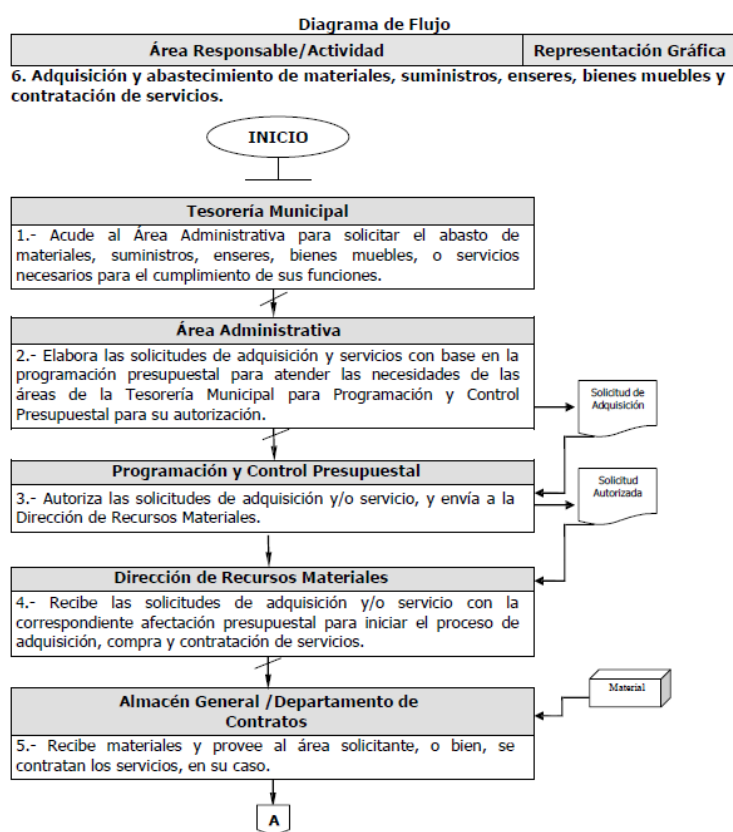 Diagrama de Flujo
Área Responsable/Actividad
Representación Gráfica
6. Adquisición y abastecimiento de materiales, suministros, enseres, bienes muebles y
contratación de servicios.
INICIO
Tesorería Municipal
1.- Acude al Área Administrativa para solicitar el abasto de
materiales, suministros, enseres, bienes muebles, o servicios
necesarios para el cumplimiento de sus funciones.
Área Administrativa
2.- Elabora las solicitudes de adquisición y servicios con base en la
programación presupuestal para atender las necesidades de las
áreas de la Tesorería Municipal para Programación y Control
Presupuestal para su autorización.
Solicitud de
Adquisición
Programación y Control Presupuestal
3.- Autoriza las solicitudes de adquisición y/o servicio, y envía a la
Dirección de Recursos Materiales.
Solicitud
Autorizada
Dirección de Recursos Materiales
4.- Recibe las solicitudes de adquisición y/o servicio con la
correspondiente afectación presupuestal para iniciar el proceso de
adquisición, compra y contratación de servicios.
Almacén General /Departamento de
Contratos
Material
5.- Recibe materiales y provee al área solicitante, o bien, se
contratan los servicios, en su caso.
A